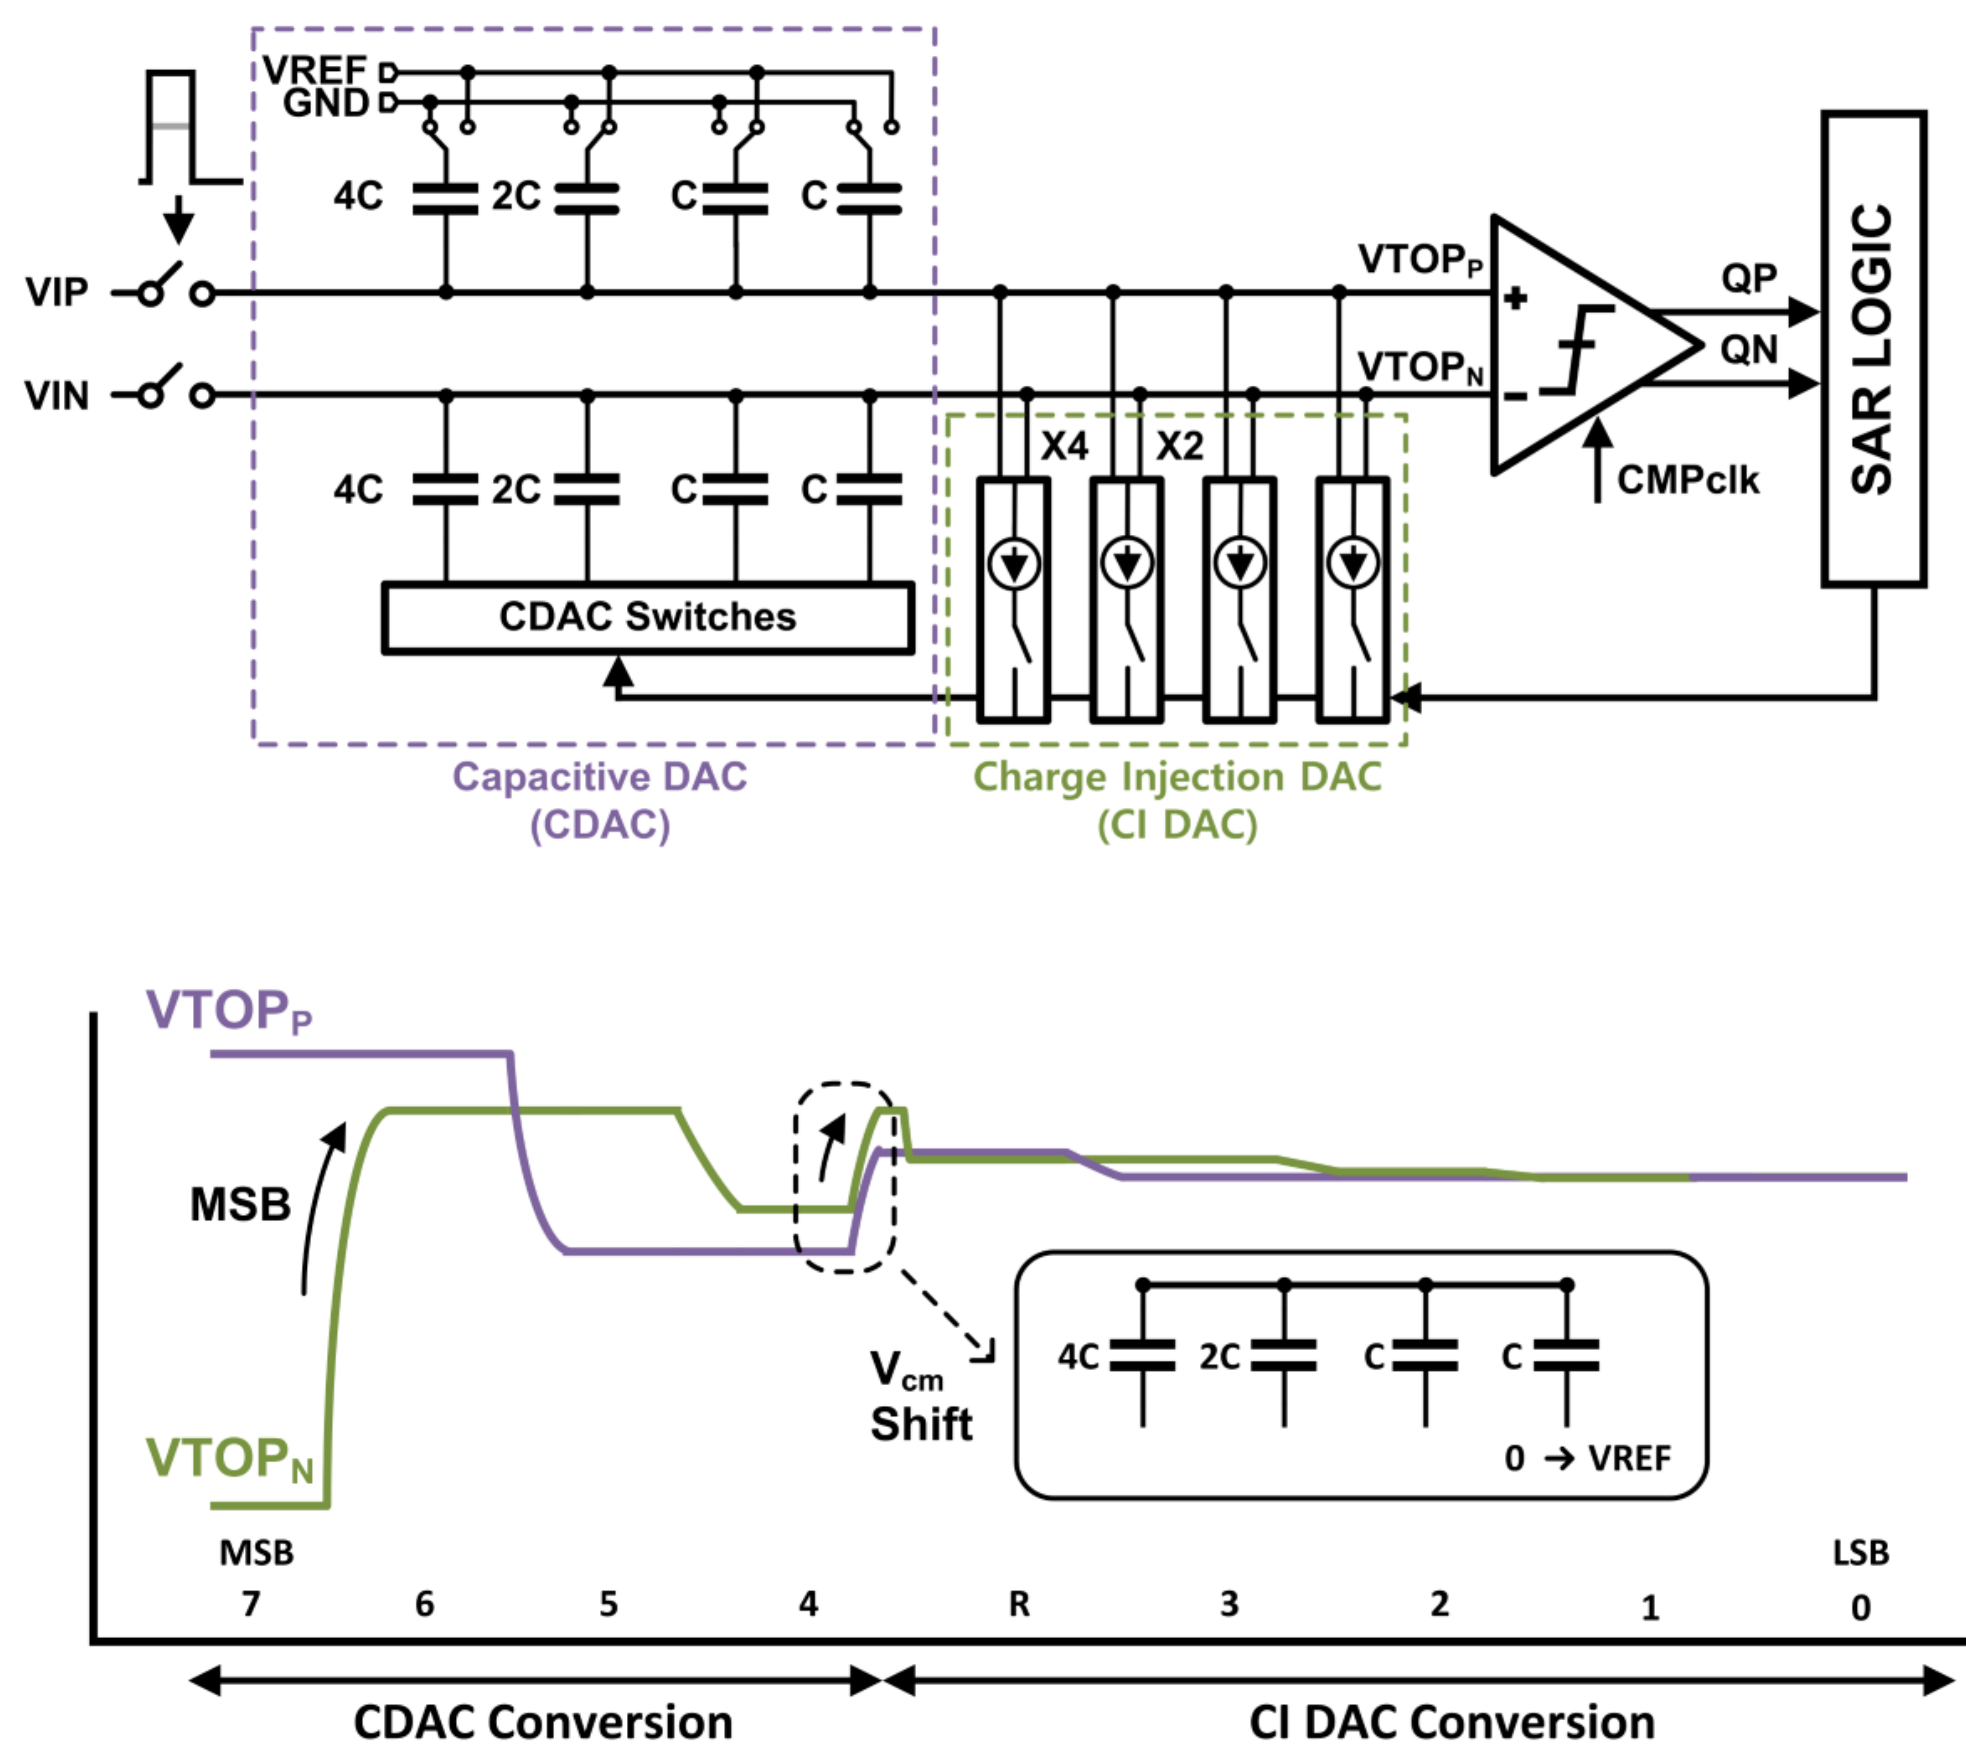 VREF
GND
4C 2C C C
VIP
VIN
VTOPP
VTOPN
QP
QN
SAR LOGIC
X4 X2
CMPclk
4C 2C C C
CDAC Switches
Capacitive DAC
(CDAC)
Charge Injection DAC
(CI DAC)
VTOPP
MSB
VTOPN
Vcm
Shift
4C 2C C C
0 → VREF
MSB LSB
7 6 5 4 R 3 2 1 0
CDAC Conversion CI DAC Conversion